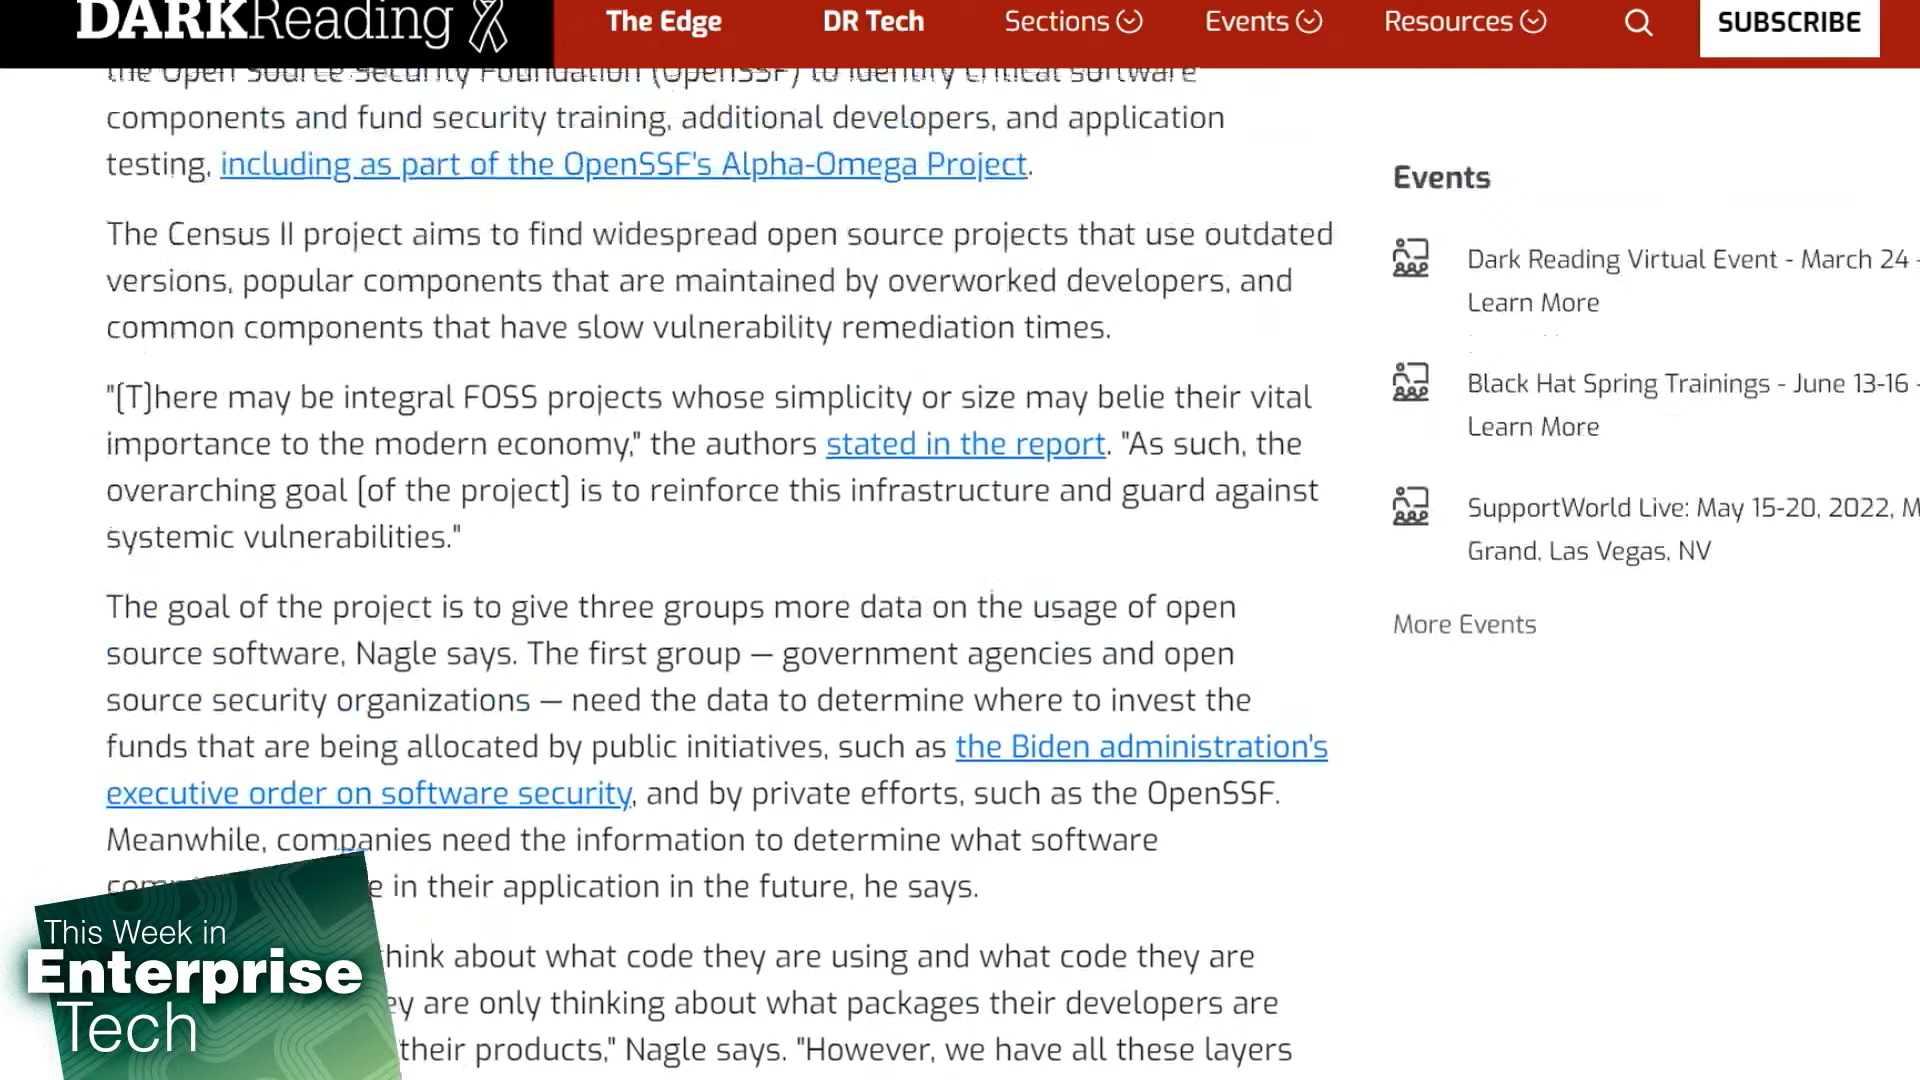 DARKReading
The Edge
DR Tech
Sections
Events
Resources
SUBSCRIBE
the Open Source Security Foundation (OpenSSF) to identify critical software
components and fund security training, additional developers, and application
testing, including as part of the OpenSSF's Alpha-Omega Project.
The Census II project aims to find widespread open source projects that use outdated
versions, popular components that are maintained by overworked developers, and
common components that have slow vulnerability remediation times.
"[T]here may be integral FOSS projects whose simplicity or size may belie their vital
importance to the modern economy," the authors stated in the report. "As such, the
overarching goal [of the project] is to reinforce this infrastructure and guard against
systemic vulnerabilities."
The goal of the project is to give three groups more data on the usage of open
source software, Nagle says. The first group — government agencies and open
source security organizations — need the data to determine where to invest the
funds that are being allocated by public initiatives, such as the Biden administration's
executive order on software security, and by private efforts, such as the OpenSSF.
Meanwhile, companies need the information to determine what software
in their application in the future, he says.
think about what code they are using and what code they are
are only thinking about what packages their developers are
their products," Nagle says. "However, we have all these layers
Events
Dark Reading Virtual Event - March 24 -
Learn More
Black Hat Spring Trainings - June 13-16 -
Learn More
SupportWorld Live: May 15-20, 2022, M
Grand, Las Vegas, NV
More Events
This Week in
Enterprise
Tech